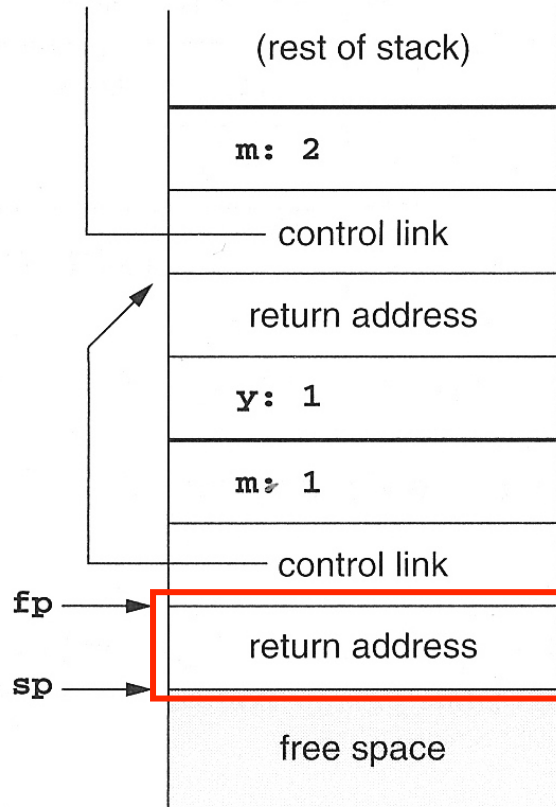 (rest of stack)
m: 2
control link
return address
y: 1
m: 1
control link
fp
return address
sp
free space